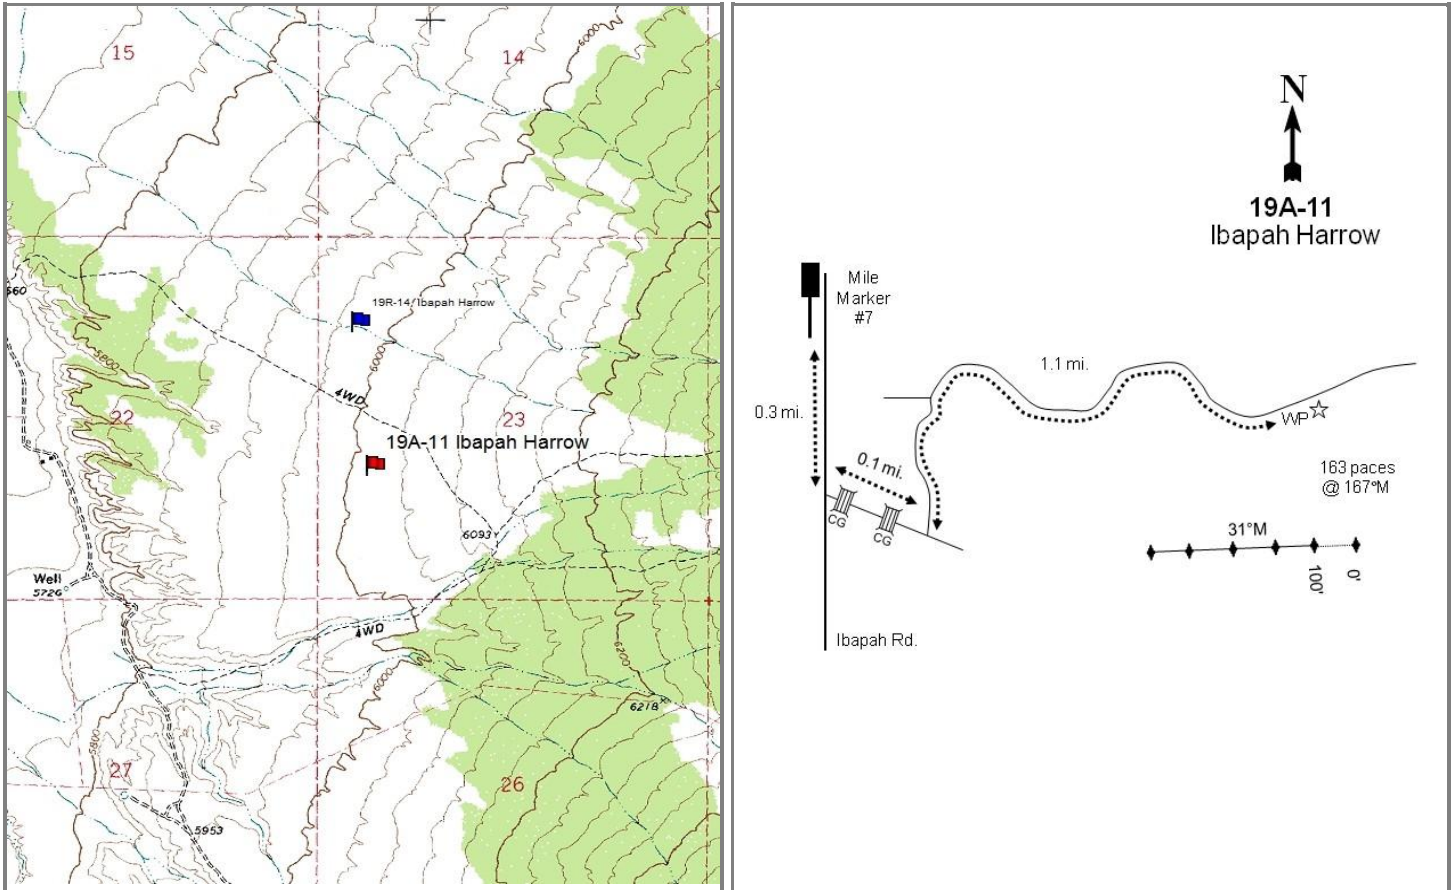 15
14
6000
19R-14, Ibapah Harrow
5800
6000
4WD
22
23
19A-11 Ibapah Harrow
6093
Well
5726
4WD
6000
6200
6218
5800
27
26
5953
N
19A-11
Ibapah Harrow
Mile
Marker
#7
1.1 mi.
0.3 mi.
WP
0.1 mi.
163 paces
@ 167°M
CG
CG
31°M
100'
0'
Ibapah Rd.